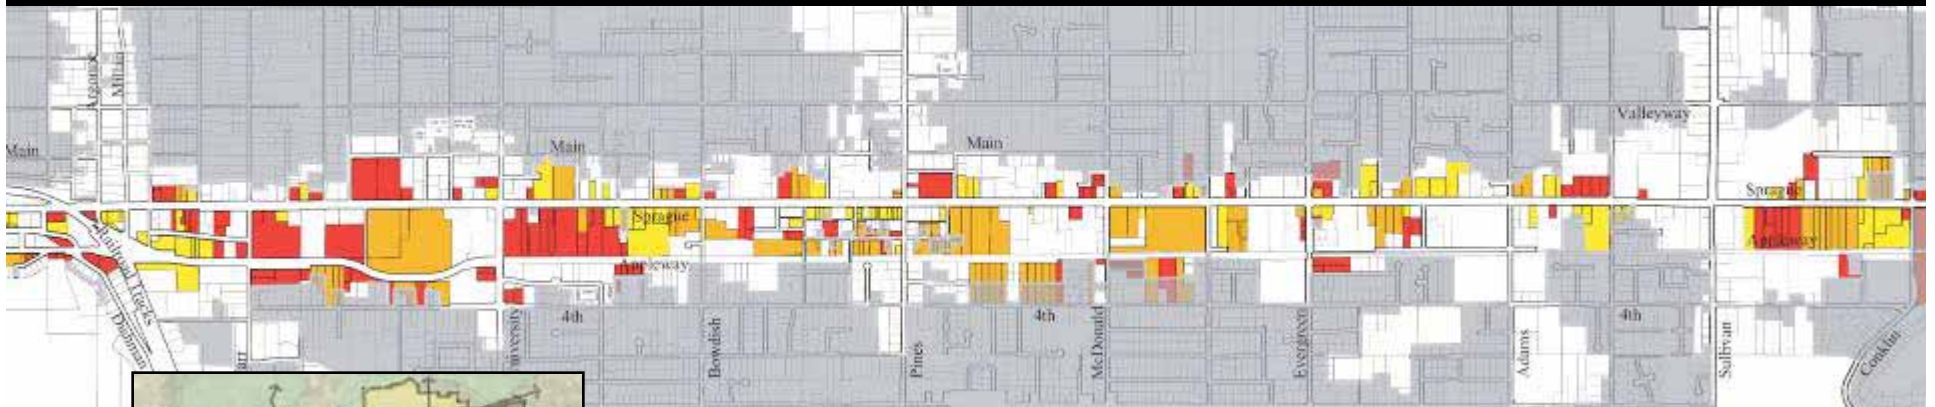 Argonne
Mullan
Valleyway
Main
Main
Main
Sprague
Sprague
Railroad Tracks
Appleway
Appleway
Dishman
4th
4th
4th
University
Bowdish
Pines
McDonald
Evergreen
Adams
Sullivan
Conklin